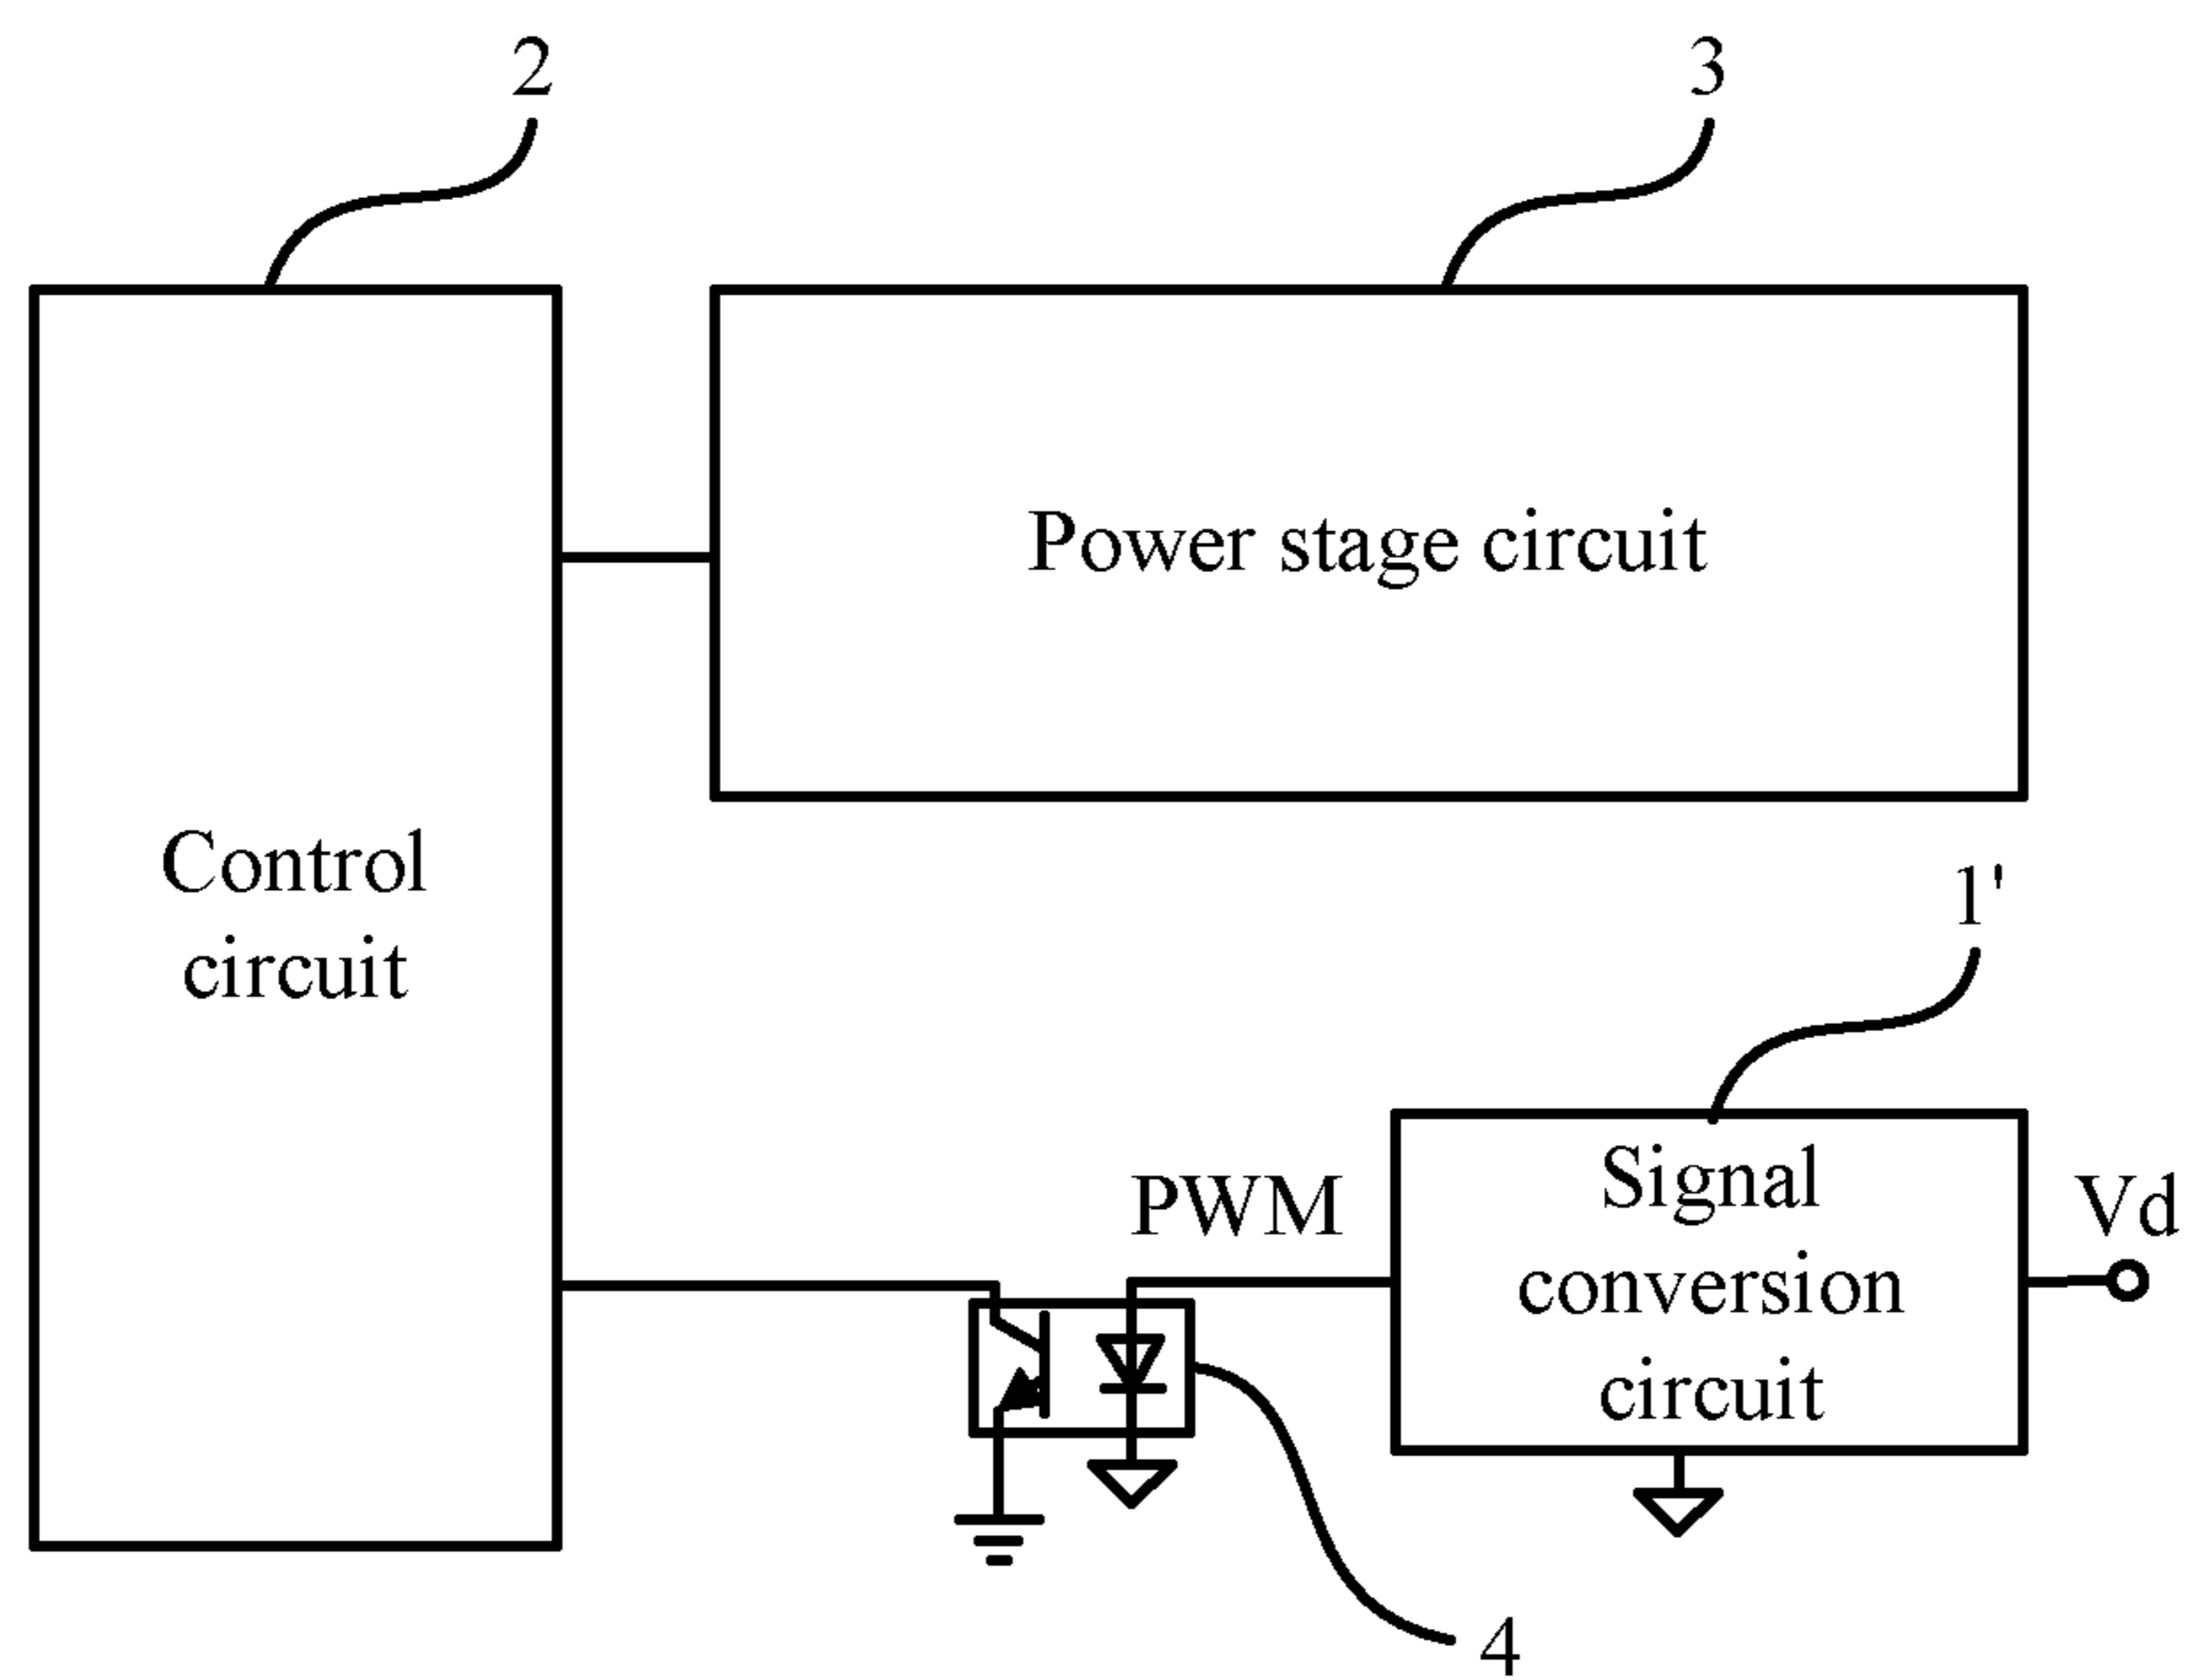 2
3
Power stage circuit
Control
circuit
1'
PWM
Signal
conversion
circuit
Vd
4